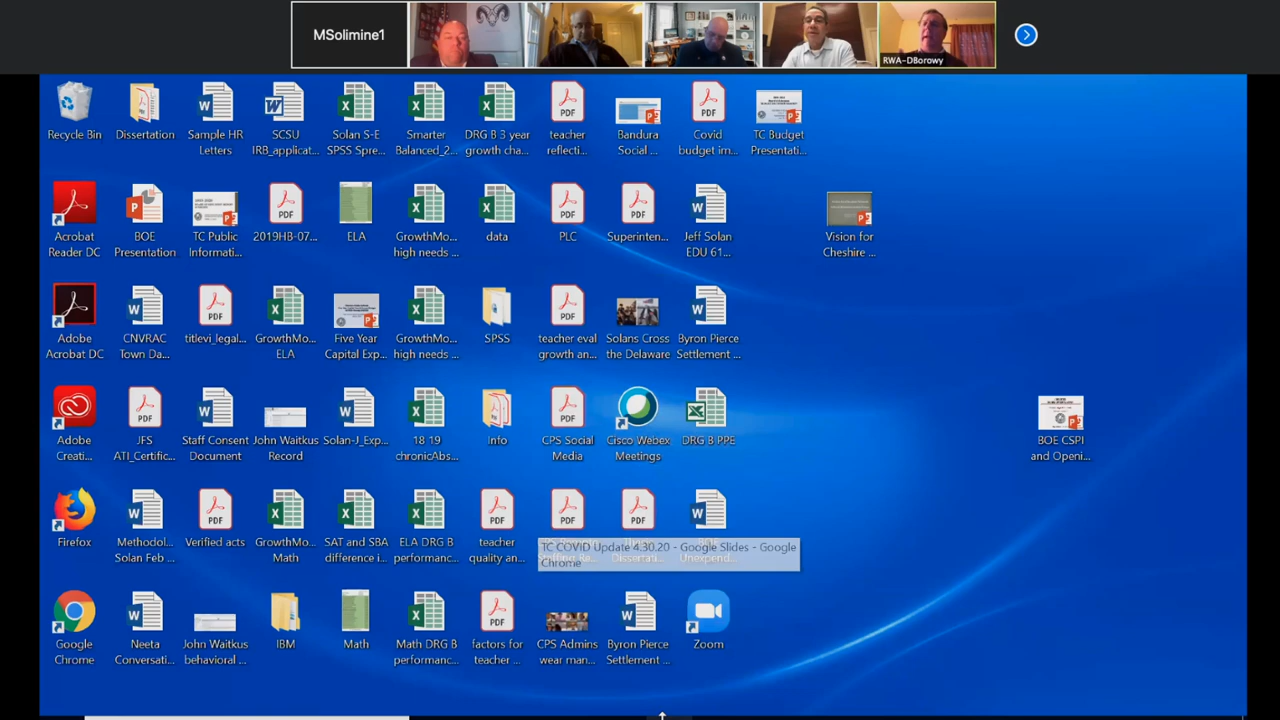 MSolimine1
RWA-DBorowy
Recycle Bin
Dissertation
Sample HR
Letters
SCSU
IRB_applicat...
Solan S-E
SPSS Spre...
Smarter
Balanced_2...
DRG B 3 year
growth cha...
teacher
reflecti...
Bandura
Social ...
Covid
budget im...
TC Budget
Presentati...
Acrobat
Reader DC
BOE
Presentation
TC Public
Informati...
2019HB-07...
ELA
GrowthMo...
high needs ...
data
PLC
Superinten...
Jeff Solan
EDU 61...
Vision for
Cheshire ...
Adobe
Acrobat DC
CNVRAC
Town Da...
titlevi_legal...
GrowthMo...
ELA
Five Year
Capital Exp...
GrowthMo...
high needs ...
SPSS
teacher eval
growth an...
Solans Cross
the Delaware
Byron Pierce
Settlement ...
Adobe
Creati...
JFS
ATI_Certific...
Staff Consent
Document
John Waitkus
Record
Solan-J_Exp...
18 19
chronicAbs...
Info
CPS Social
Media
Cisco Webex
Meetings
DRG B PPE
BOE CSPI
and Openi...
Firefox
Methodol...
Solan Feb ...
Verified acts
GrowthMo...
Math
SAT and SBA
difference i...
ELA DRG B
performanc...
teacher
quality an...
TC COVID Update 4.30.20 - Google Slides - Google
Chrome
Dissertati...
Unexpend...
Google
Chrome
Neeta
Conversati...
John Waitkus
behavioral ...
IBM
Math
Math DRG B
performanc...
factors for
teacher ...
CPS Admins
wear man...
Byron Pierce
Settlement ...
Zoom